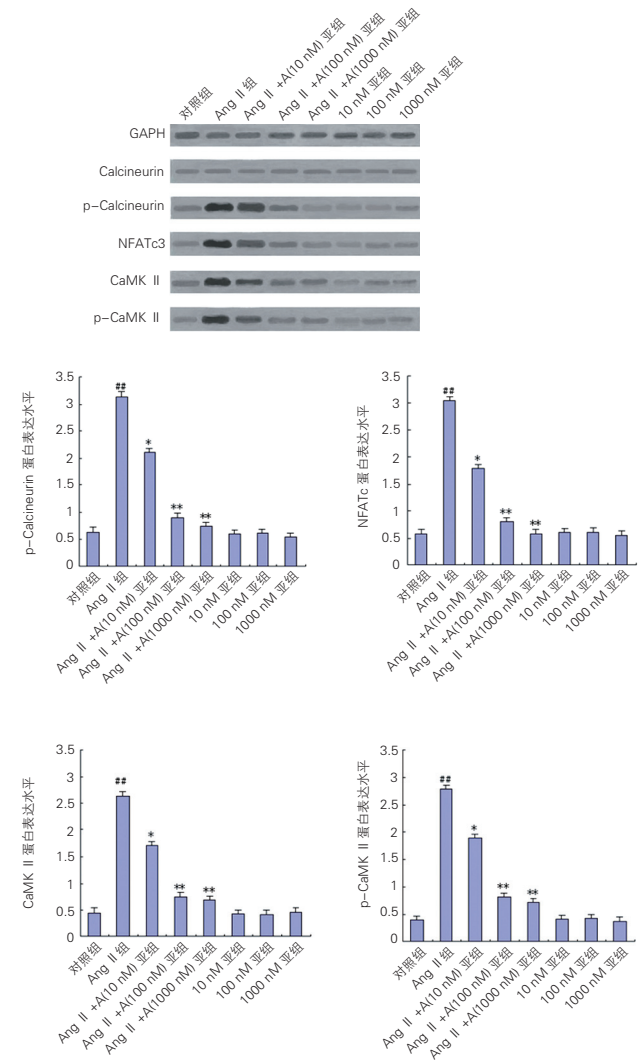 对照组
Ang Ⅱ 组
Ang Ⅱ +A(10 nM) 亚组
Ang Ⅱ +A(100 nM) 亚组
Ang Ⅱ +A(1000 nM) 亚组
10 nM 亚组
100 nM 亚组
1000 nM 亚组
GAPH
Calcineurin
p-Calcineurin
NFATc3
CaMK Ⅱ
p-CaMK Ⅱ
p-Calcineurin 蛋白表达水平
3.5
3
2.5
2
1.5
1
0.5
0
##
*
**
**
对照组
Ang Ⅱ 组
Ang Ⅱ +A(10 nM) 亚组
Ang Ⅱ +A(100 nM) 亚组
Ang Ⅱ +A(1000 nM) 亚组
10 nM 亚组
100 nM 亚组
1000 nM 亚组
NFATc 蛋白表达水平
3.5
3
2.5
2
1.5
1
0.5
0
##
*
**
**
对照组
Ang Ⅱ 组
Ang Ⅱ +A(10 nM) 亚组
Ang Ⅱ +A(100 nM) 亚组
Ang Ⅱ +A(1000 nM) 亚组
10 nM 亚组
100 nM 亚组
1000 nM 亚组
CaMK Ⅱ 蛋白表达水平
3.5
3
2.5
2
1.5
1
0.5
0
##
*
**
**
对照组
Ang Ⅱ 组
Ang Ⅱ +A(10 nM) 亚组
Ang Ⅱ +A(100 nM) 亚组
Ang Ⅱ +A(1000 nM) 亚组
10 nM 亚组
100 nM 亚组
1000 nM 亚组
p-CaMK Ⅱ 蛋白表达水平
3.5
3
2.5
2
1.5
1
0.5
0
##
*
**
**
对照组
Ang Ⅱ 组
Ang Ⅱ +A(10 nM) 亚组
Ang Ⅱ +A(100 nM) 亚组
Ang Ⅱ +A(1000 nM) 亚组
10 nM 亚组
100 nM 亚组
1000 nM 亚组